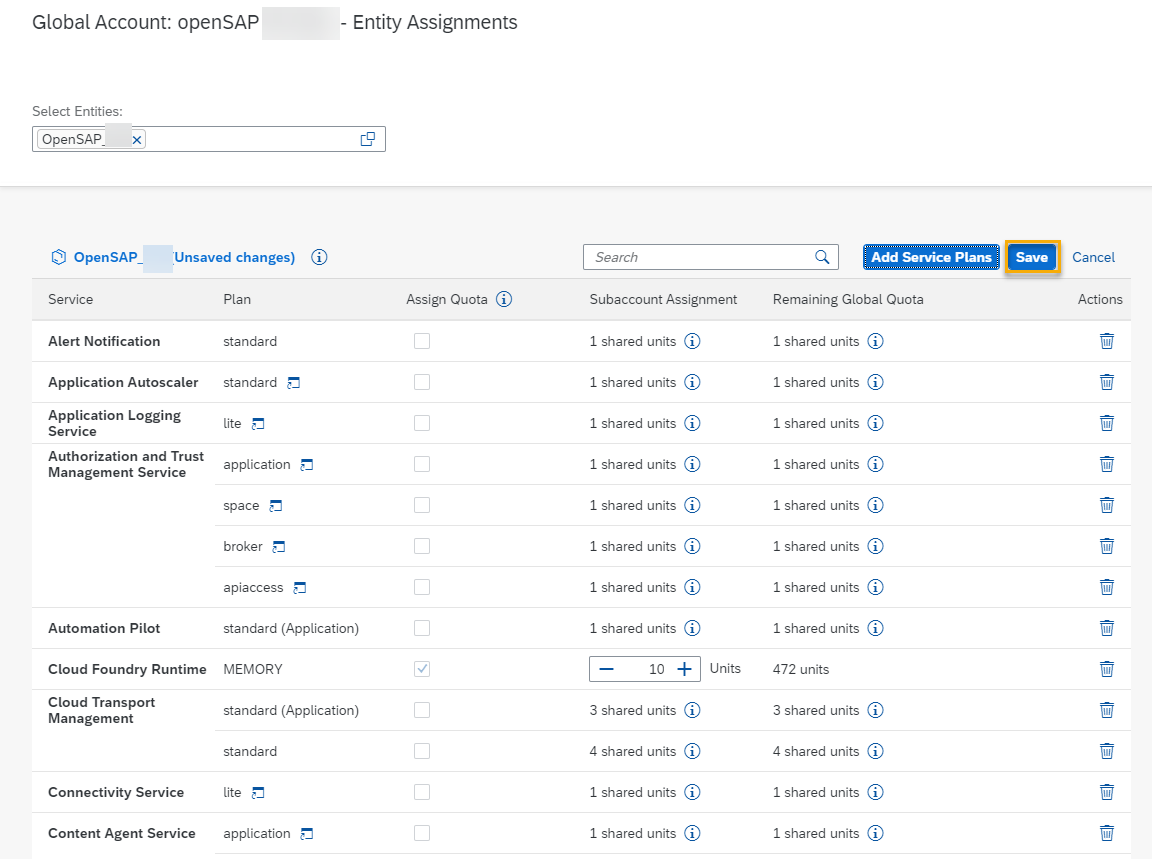 Global Account: openSAP - Entity Assignments
Select Entities:
OpenSAP_
OpenSAP_ (Unsaved changes)
Search
Add Service Plans
Save
Cancel
Service Plan Assign Quota Subaccount Assignment Remaining Global Quota Actions
Alert Notification standard 1 shared units 1 shared units
Application Autoscaler standard 1 shared units 1 shared units
Application Logging
Service
lite 1 shared units 1 shared units
Authorization and Trust
Management Service
application 1 shared units 1 shared units
space 1 shared units 1 shared units
broker 1 shared units 1 shared units
apiaccess 1 shared units 1 shared units
Automation Pilot standard (Application) 1 shared units 1 shared units
Cloud Foundry Runtime MEMORY 10 Units 472 units
Cloud Transport
Management
standard (Application) 3 shared units 3 shared units
standard 4 shared units 4 shared units
Connectivity Service lite 1 shared units 1 shared units
Content Agent Service application 1 shared units 1 shared units